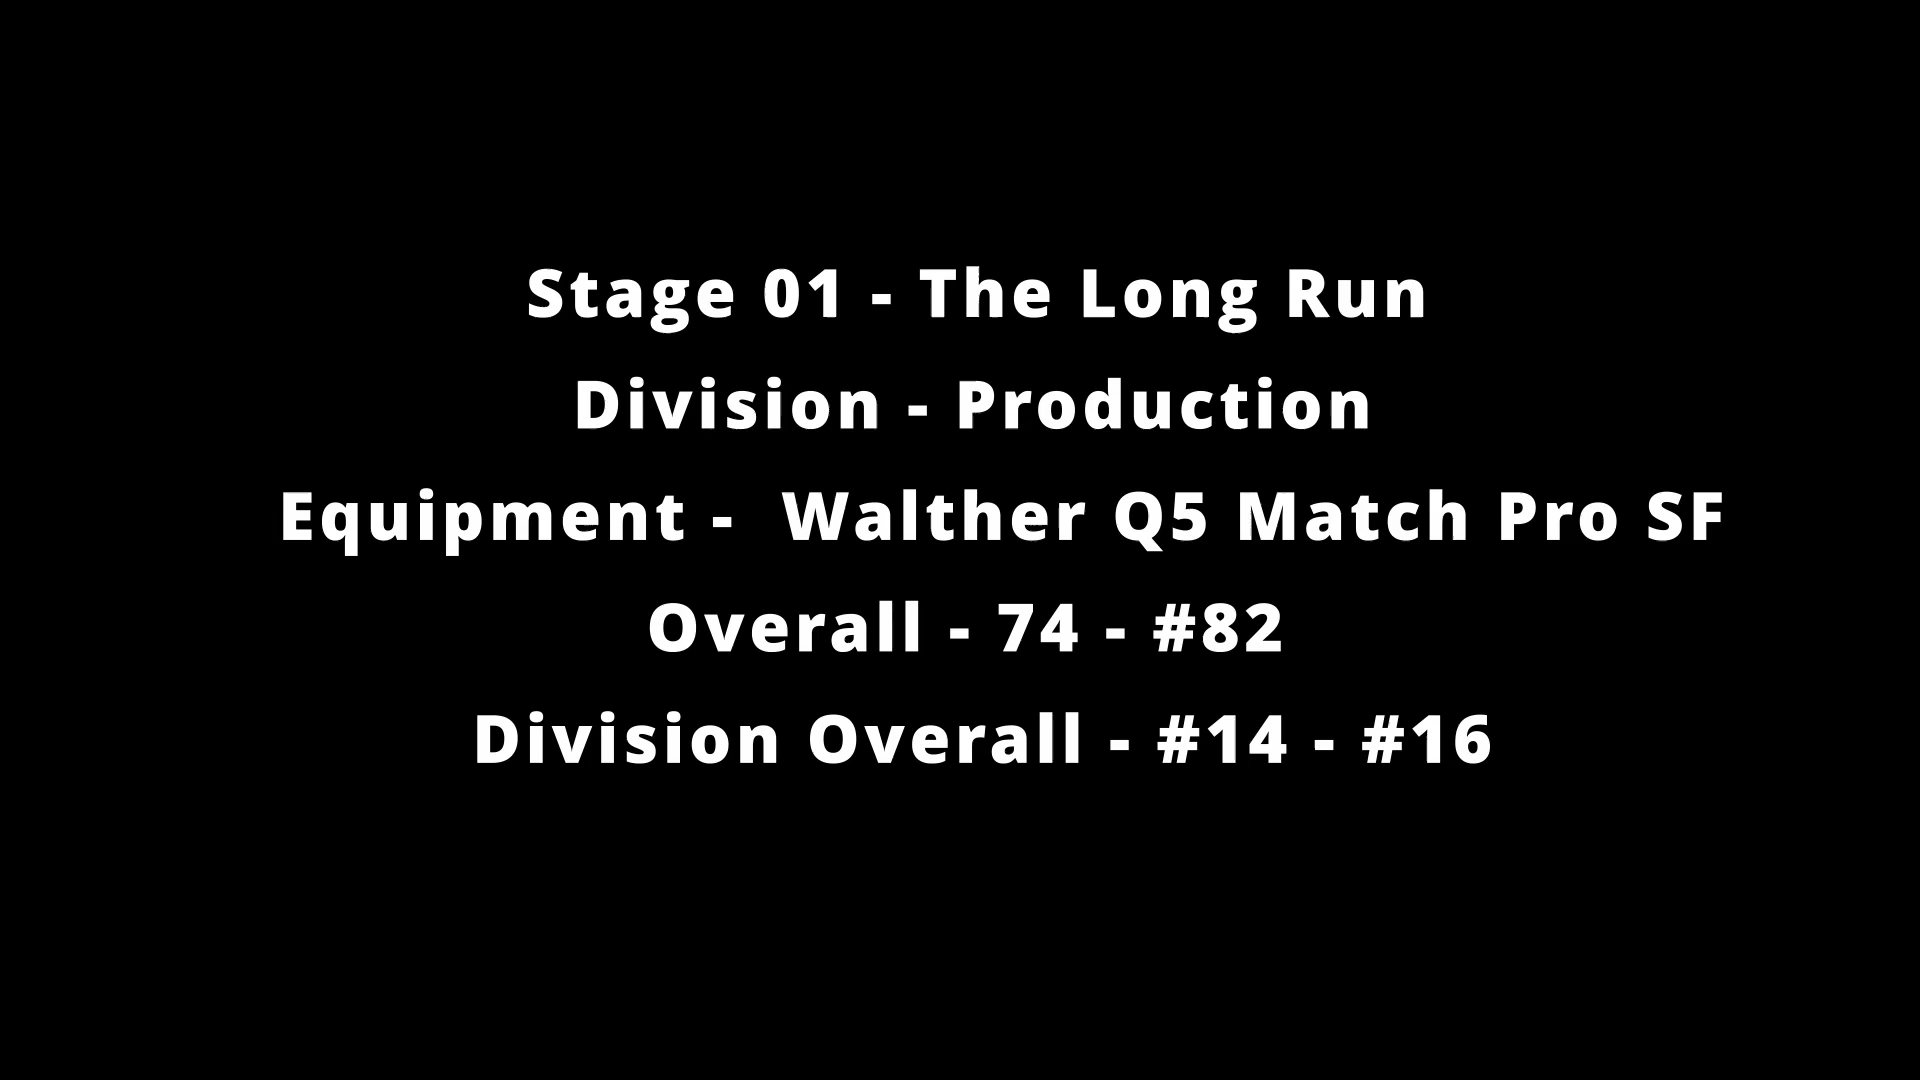 Stage 01 - The Long Run
Division - Production
Equipment -  Walther Q5 Match Pro SF
Overall - 74 - #82
Division Overall - #14 - #16